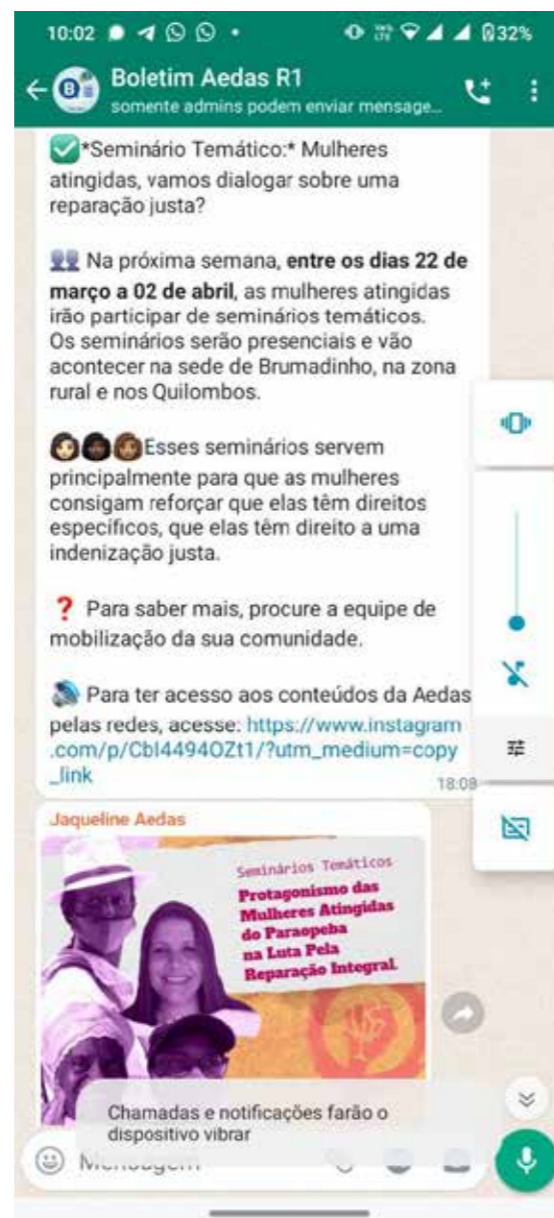 10:02
32%
Boletim Aedas R1
somente admins podem enviar mensage...
*Seminário Temático:* Mulheres
atingidas, vamos dialogar sobre uma
reparação justa?
Na próxima semana, entre os dias 22 de
março a 02 de abril, as mulheres atingidas
irão participar de seminários temáticos.
Os seminários serão presenciais e vão
acontecer na sede de Brumadinho, na zona
rural e nos Quilombos.
Esses seminários servem
principalmente para que as mulheres
consigam reforçar que elas têm direitos
específicos, que elas têm direito a uma
indenização justa.
Para saber mais, procure a equipe de
mobilização da sua comunidade.
Para ter acesso aos conteúdos da Aedas
pelas redes, acesse: https://www.instagram
.com/p/CbI4494OZt1/?utm_medium=copy
_link
18:08
Jaqueline Aedas
Seminários Temáticos
Protagonismo das
Mulheres Atingidas
do Paraopeba
na Luta Pela
Reparação Integral
Chamadas e notificações farão o
dispositivo vibrar
Mensagem